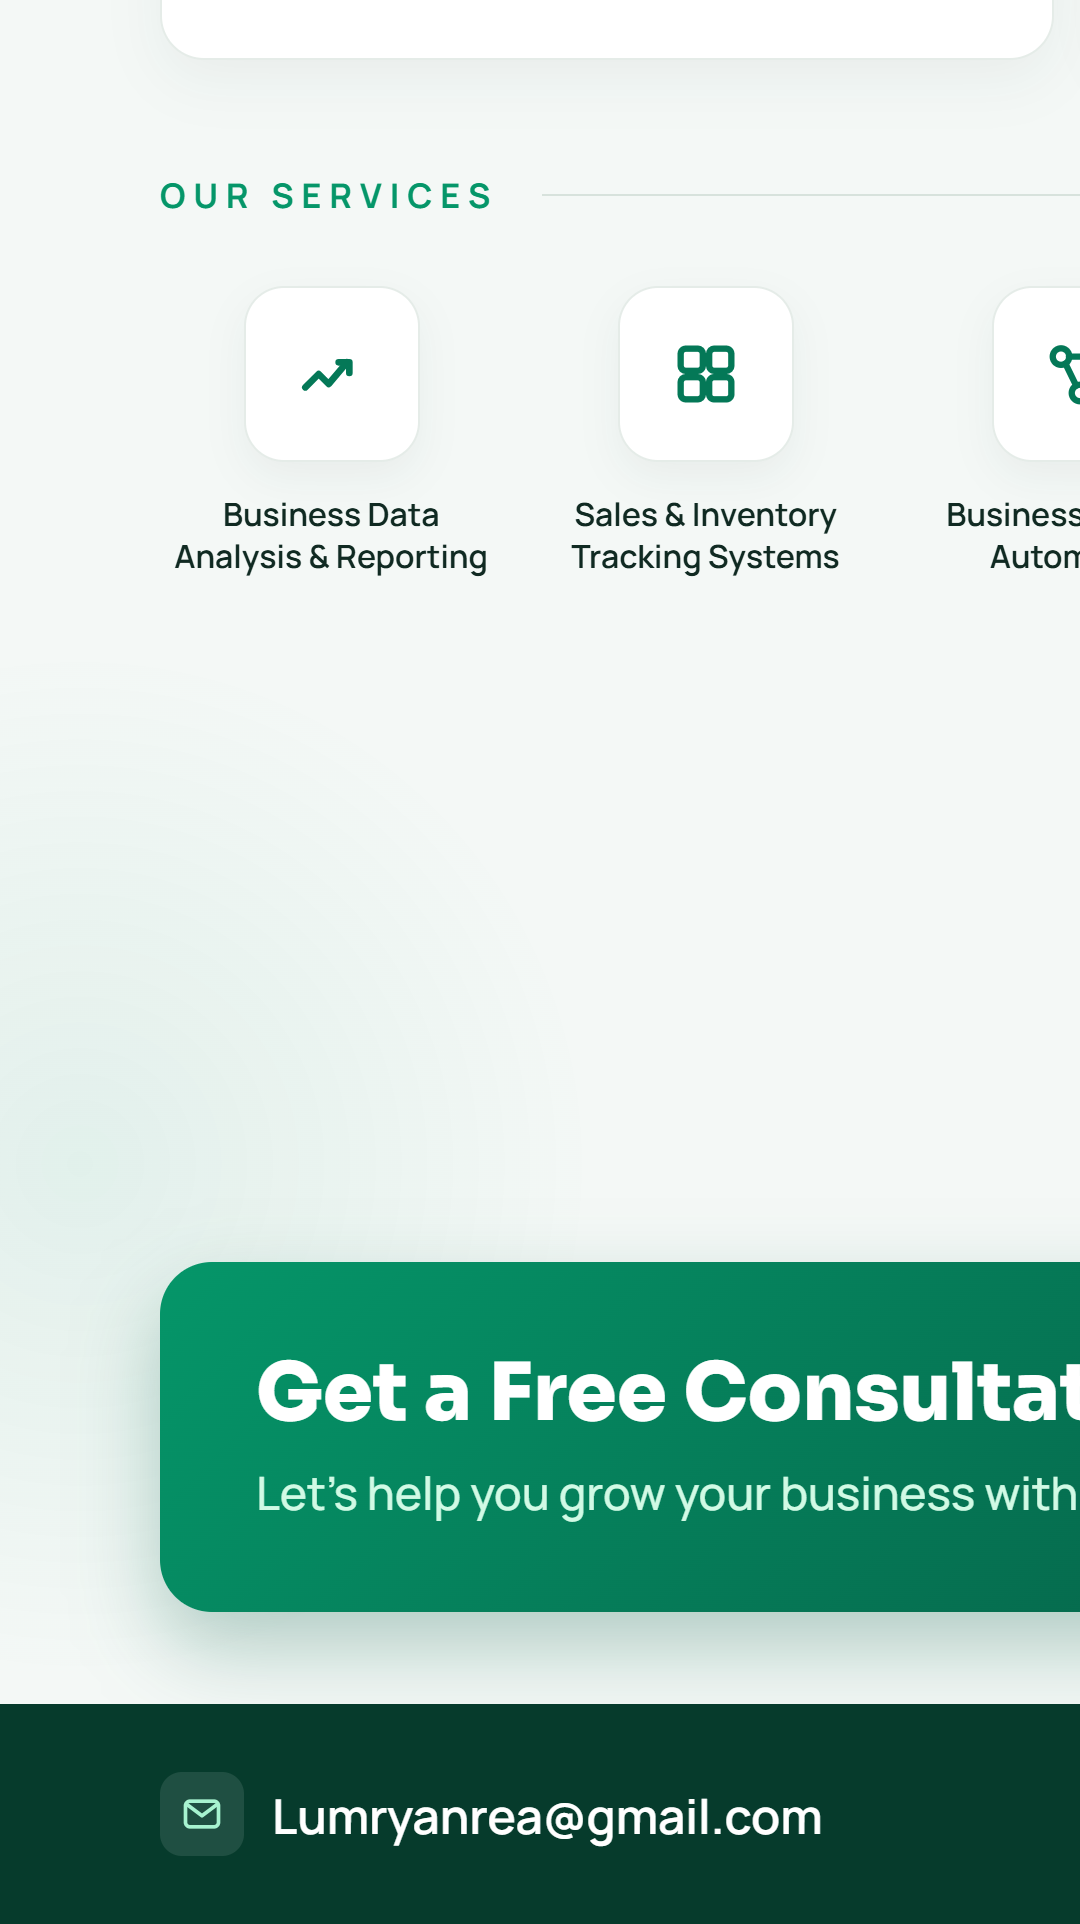 OUR SERVICES
Business Data
Analysis & Reporting
Sales & Inventory
Tracking Systems
Business
Autom
Get a Free Consultat
Let's help you grow your business with
Lumryanrea@gmail.com